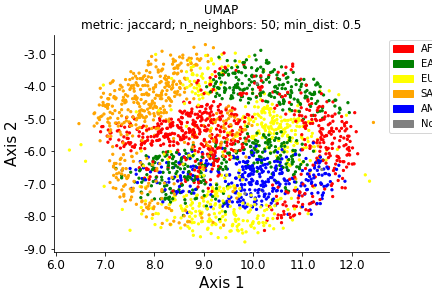 UMAP
metric: jaccard; n_neighbors: 50; min_dist: 0.5
-3.0
-4.0
-5.0
-6.0
-7.0
-8.0
-9.0
Axis 2
6.0 7.0 8.0 9.0 10.0 11.0 12.0
Axis 1
AF
EA
EU
SA
AM
No